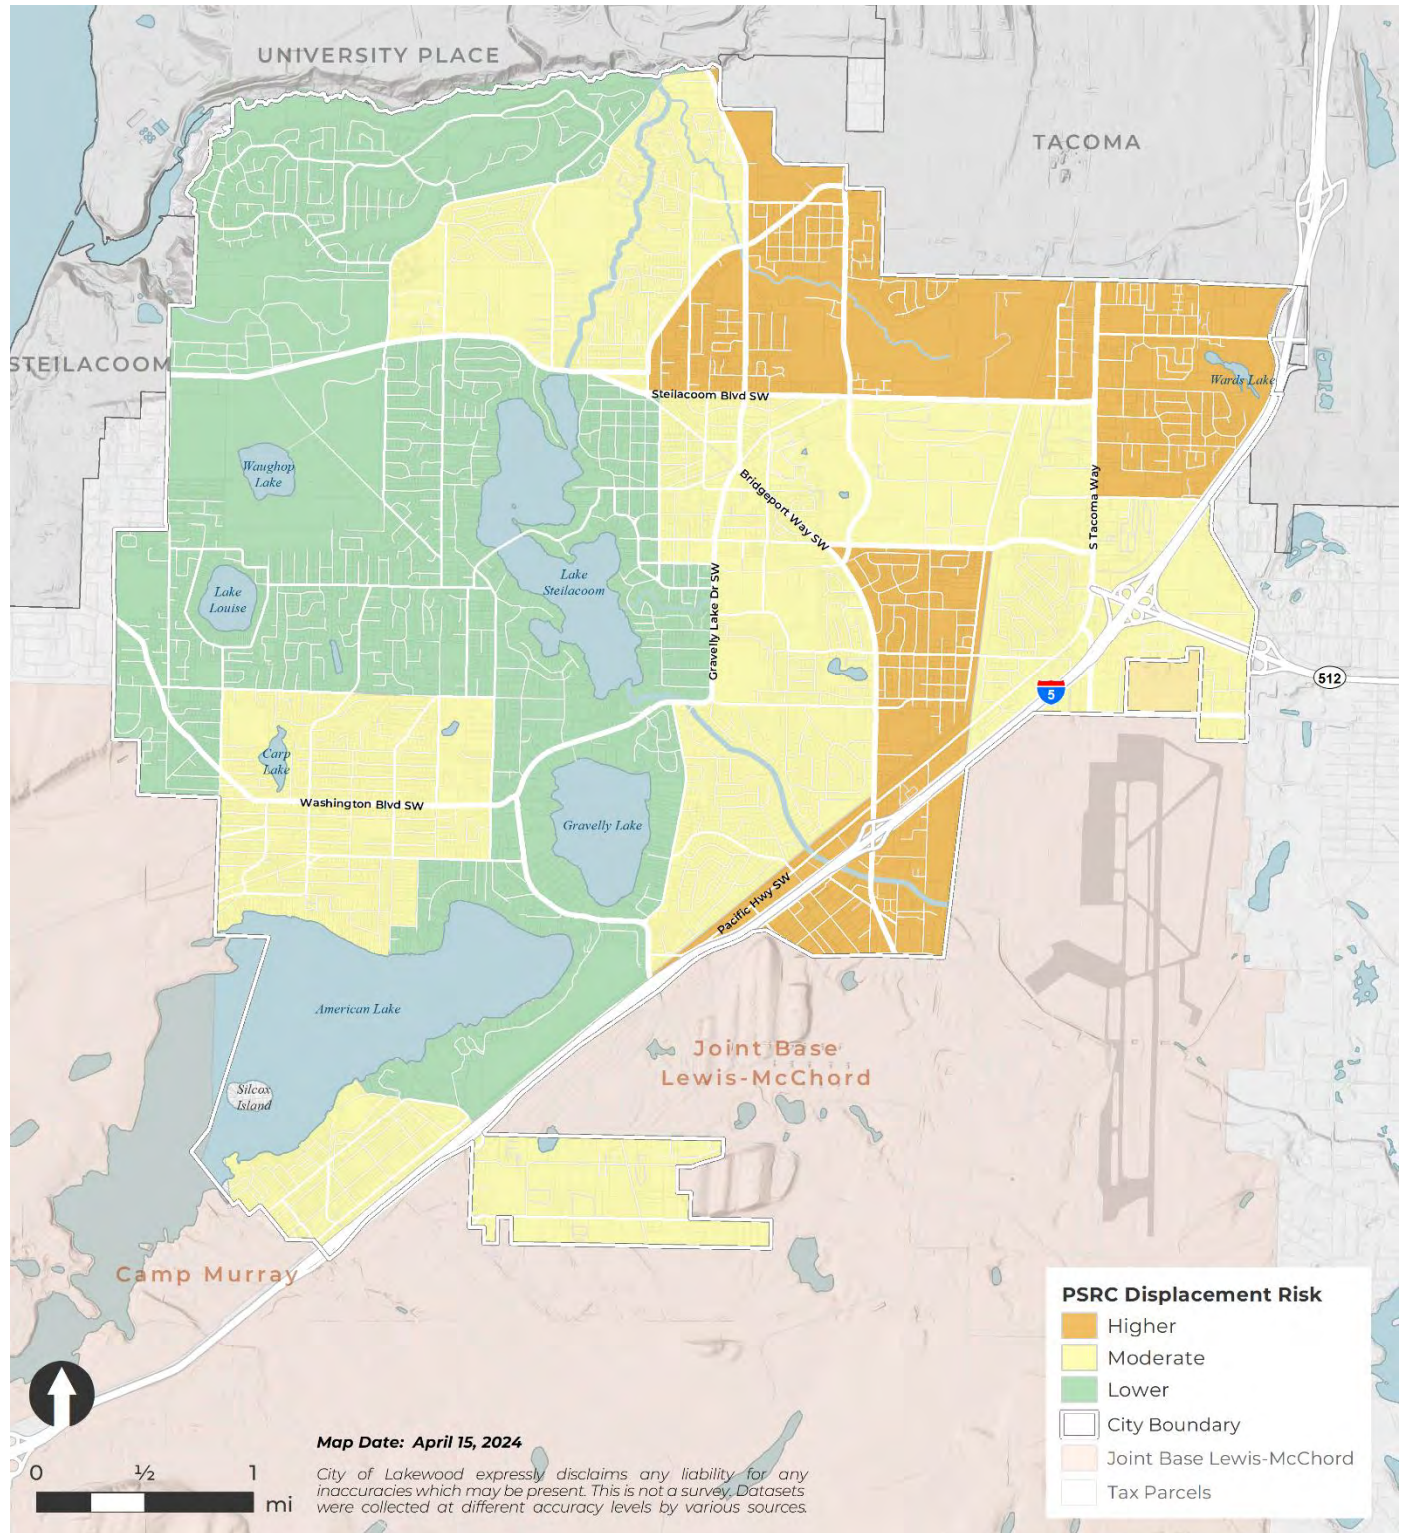 UNIVERSITY PLACE
TACOMA
STEILACOOM
Wards Lake
Steilacoom Blvd SW
Waughop
Lake
Bridgeport Way SW
S Tacoma Way
Lake
Steilacoom
Lake
Louise
Gravelly Lake Dr SW
512
5
Carp
Lake
Washington Blvd SW
Gravelly Lake
Pacific Hwy SW
American Lake
Joint Base
Lewis-McChord
Silcox
Island
Camp Murray
PSRC Displacement Risk
Higher
Moderate
Lower
City Boundary
Joint Base Lewis-McChord
Tax Parcels
Map Date: April 15, 2024
City of Lakewood expressly disclaims any liability for any
inaccuracies which may be present. This is not a survey. Datasets
were collected at different accuracy levels by various sources.
0 ½ 1
mi